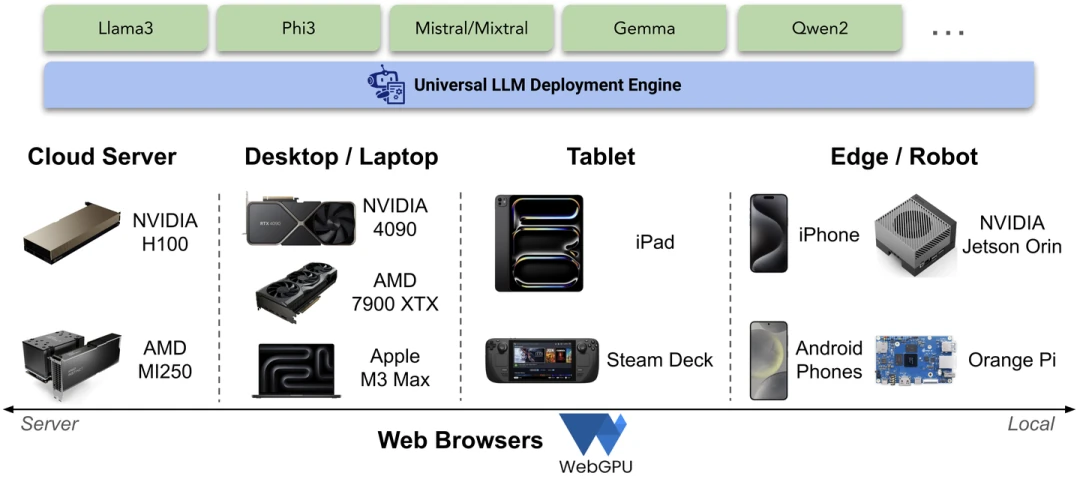 Llama3
Phi3
Mistral/Mixtral
Gemma
Qwen2
...
Universal LLM Deployment Engine
Cloud Server
Desktop / Laptop
Tablet
Edge / Robot
NVIDIA
H100
AMD
MI250
RTX 4090
NVIDIA
4090
AMD
7900 XTX
Apple
M3 Max
iPad
Steam Deck
iPhone
NVIDIA
Jetson Orin
Android
Phones
Orange Pi
Server
Local
Web Browsers
WebGPU